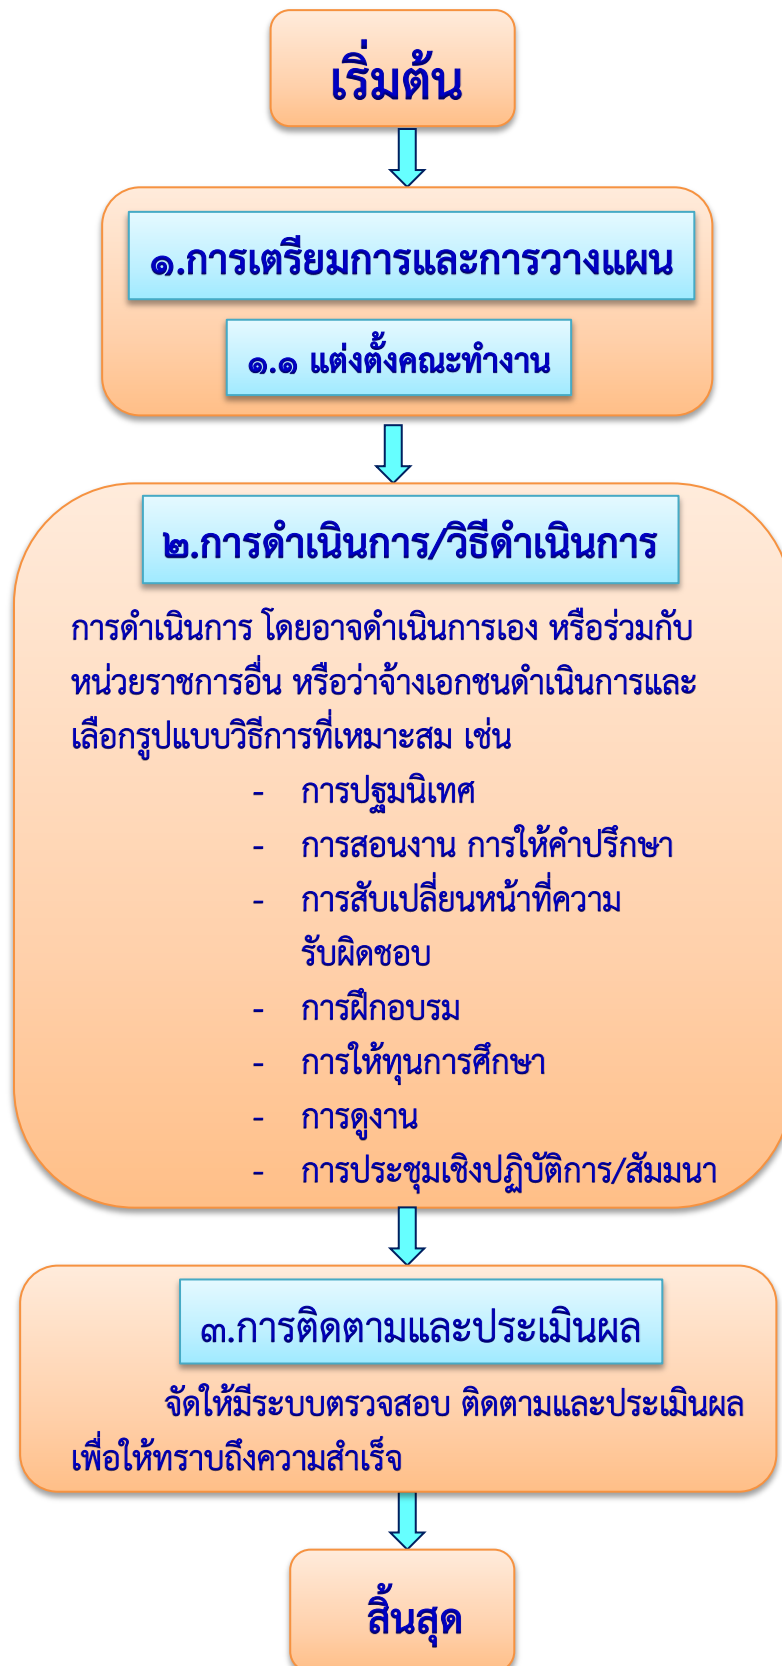 เริ่มต้น
๑.การเตรียมการและการวางแผน
๑.๑ แต่งตั้งคณะทำงาน
๒.การดำเนินการ/วิธีดำเนินการ
การดำเนินการ โดยอาจดำเนินการเอง หรือร่วมกับ
หน่วยราชการอื่น หรือว่าจ้างเอกชนดำเนินการและ
เลือกรูปแบบวิธีการที่เหมาะสม เช่น
- การปฐมนิเทศ
- การสอนงาน การให้คำปรึกษา
- การสับเปลี่ยนหน้าที่ความ
รับผิดชอบ
- การฝึกอบรม
- การให้ทุนการศึกษา
- การดูงาน
- การประชุมเชิงปฏิบัติการ/สัมมนา
๓.การติดตามและประเมินผล
จัดให้มีระบบตรวจสอบ ติดตามและประเมินผล
เพื่อให้ทราบถึงความสำเร็จ
สิ้นสุด